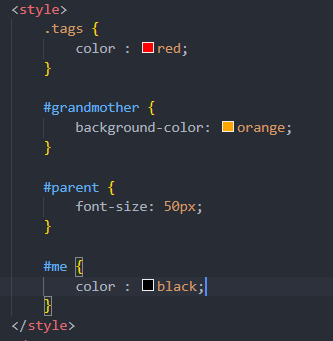 <style>
.tags {
color : red;
}
#grandmother {
background-color: orange;
}
#parent {
font-size: 50px;
}
#me {
color : black;
}
</style>